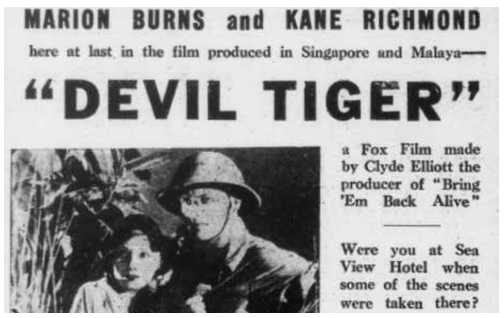 MARION BURNS and KANE RICHMOND
here at last in the film produced in Singapore and Malaya—
"DEVIL TIGER"
a Fox Film made
by Clyde Elliott the
producer of "Bring
'Em Back Alive"
Were you at Sea
View Hotel when
some of the scenes
were taken there?